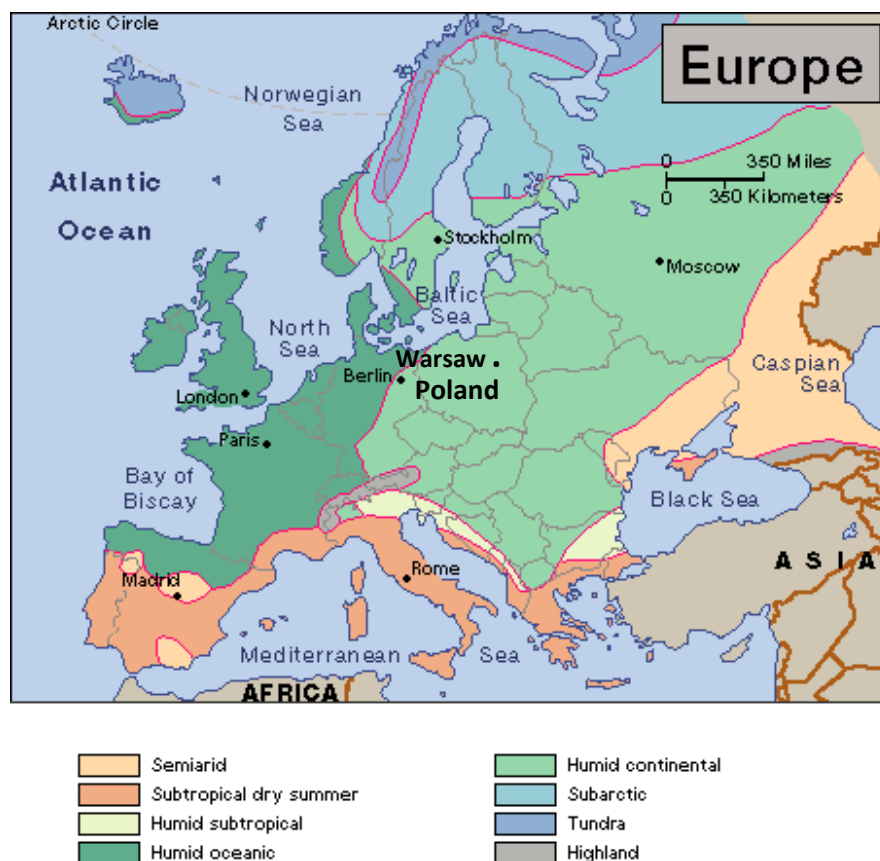 Arctic Circle
Europe
Norwegian
Sea
Atlantic
Ocean
0 350 Miles
0 350 Kilometers
Stockholm
Moscow
Baltic
Sea
North
Sea
Warsaw .
Berlin
Poland
Caspian
Sea
London
Paris
Bay of
Biscay
Black Sea
ASIA
Madrid
Rome
Mediterranean Sea
AFRICA
Semiarid
Subtropical dry summer
Humid subtropical
Humid oceanic
Humid continental
Subarctic
Tundra
Highland